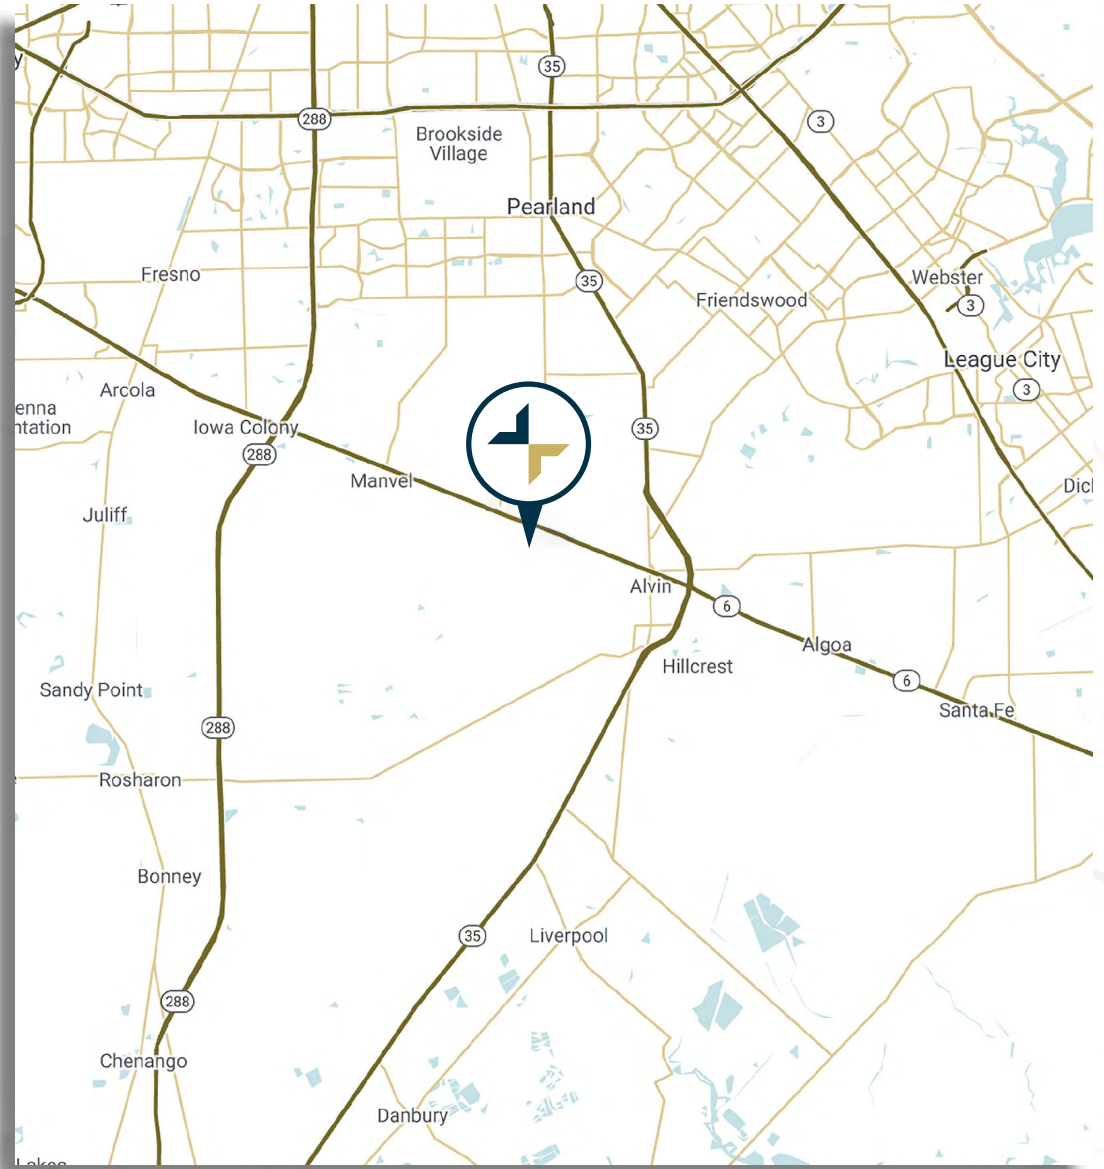 y
35
288
3
Brookside
Village
Pearland
Fresno
35
Webster
3
Friendswood
League City
Arcola
3
enna
ntation
Iowa Colony
35
288
Manvel
Dicl
Juliff
Alvin
6
Algoa
Hillcrest
6
Sandy Point
Santa Fe
288
Rosharon
Bonney
35
Liverpool
288
Chenango
Danbury
Lakes